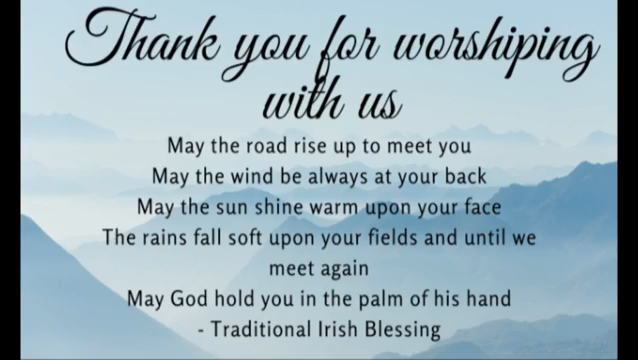 Thank you for worshiping
with us
May the road rise up to meet you
May the wind be always at your back
May the sun shine warm upon your face
The rains fall soft upon your fields and until we
meet again
May God hold you in the palm of his hand
- Traditional Irish Blessing